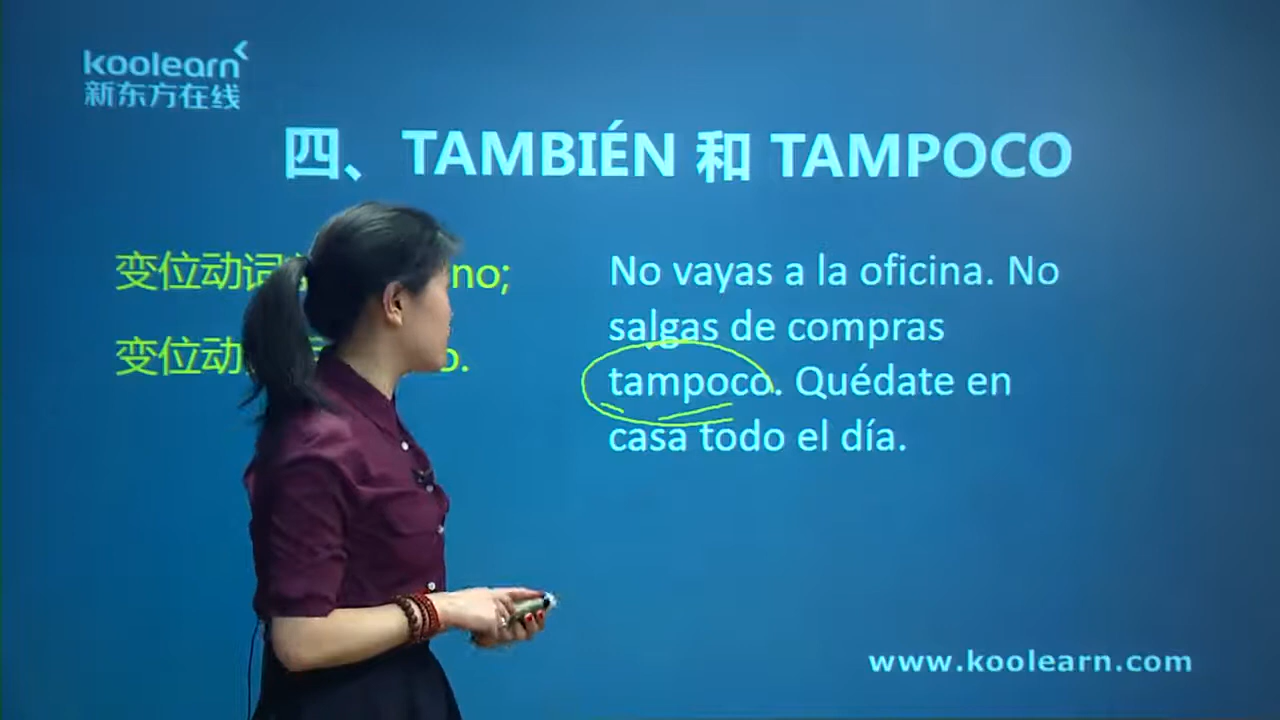 koolearn
新东方在线
四、TAMBIÉN 和 TAMPOCO
变位动词 no;
变位动
No vayas a la oficina. No
salgas de compras
tampoco. Quédate en
casa todo el día.
www.koolearn.com